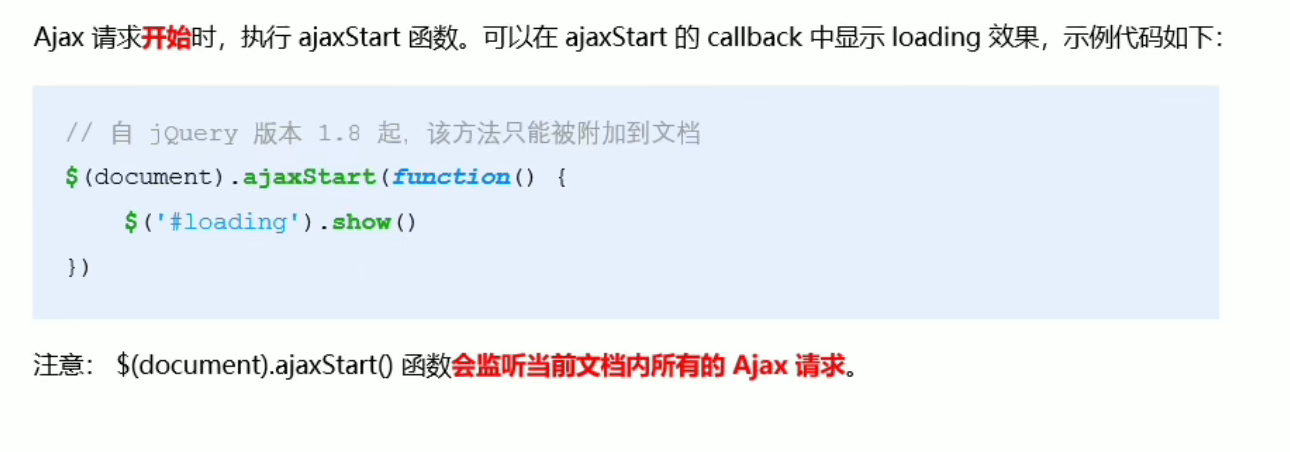 Ajax 请求开始时，执行 ajaxStart 函数。可以在 ajaxStart 的 callback 中显示 loading 效果，示例代码如下：
// 自 jQuery 版本 1.8 起，该方法只能被附加到文档
$(document).ajaxStart(function() {
    $('#loading').show()
})
注意： $(document).ajaxStart() 函数会监听当前文档内所有的 Ajax 请求。